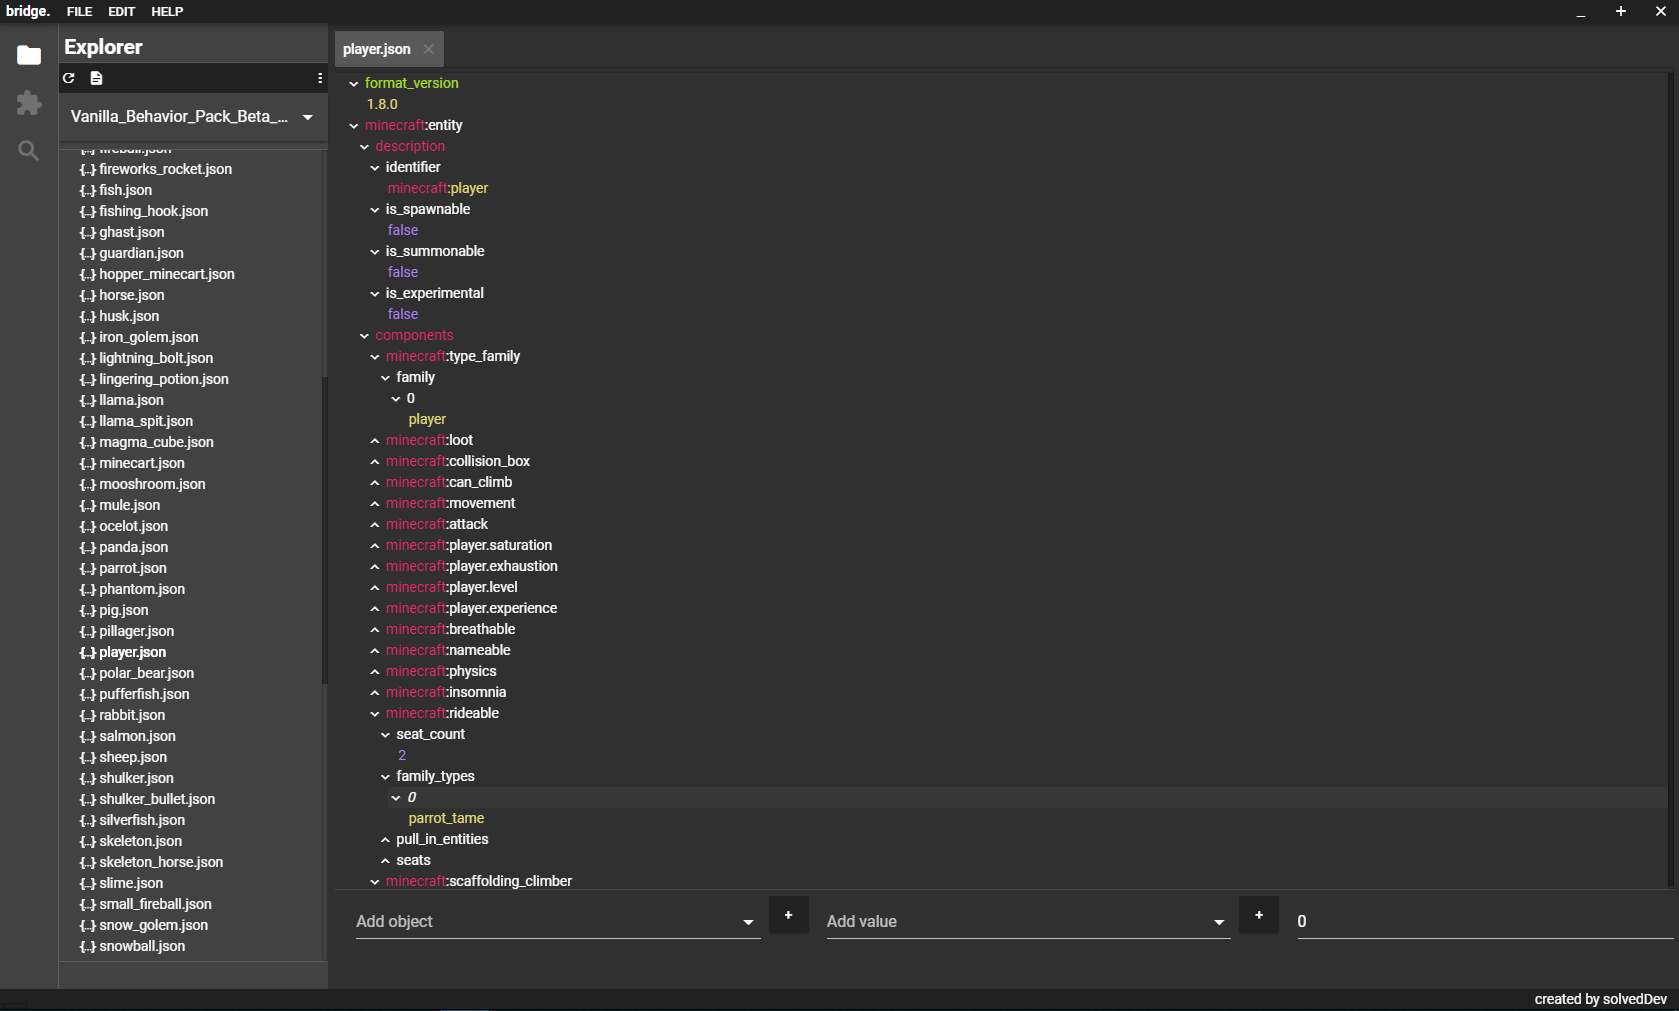 bridge. FILE EDIT HELP
Explorer
Vanilla_Behavior_Pack_Beta_...
fireball.json
{..} fireworks_rocket.json
{..} fish.json
{..} fishing_hook.json
{..} ghast.json
{..} guardian.json
{..} hopper_minecart.json
{..} horse.json
{..} husk.json
{..} iron_golem.json
{..} lightning_bolt.json
{..} lingering_potion.json
{..} llama.json
{..} llama_spit.json
{..} magma_cube.json
{..} minecart.json
{..} mooshroom.json
{..} mule.json
{..} ocelot.json
{..} panda.json
{..} parrot.json
{..} phantom.json
{..} pig.json
{..} pillager.json
{..} player.json
{..} polar_bear.json
{..} pufferfish.json
{..} rabbit.json
{..} salmon.json
{..} sheep.json
{..} shulker.json
{..} shulker_bullet.json
{..} silverfish.json
{..} skeleton.json
{..} skeleton_horse.json
{..} slime.json
{..} small_fireball.json
{..} snow_golem.json
{..} snowball.json
player.json
format_version
1.8.0
minecraft:entity
description
identifier
minecraft:player
is_spawnable
false
is_summonable
false
is_experimental
false
components
minecraft:type_family
family
0
player
minecraft:loot
minecraft:collision_box
minecraft:can_climb
minecraft:movement
minecraft:attack
minecraft:player.saturation
minecraft:player.exhaustion
minecraft:player.level
minecraft:player.experience
minecraft:breathable
minecraft:nameable
minecraft:physics
minecraft:insomnia
minecraft:rideable
seat_count
2
family_types
0
parrot_tame
pull_in_entities
seats
minecraft:scaffolding_climber
Add object + Add value + 0
created by solvedDev